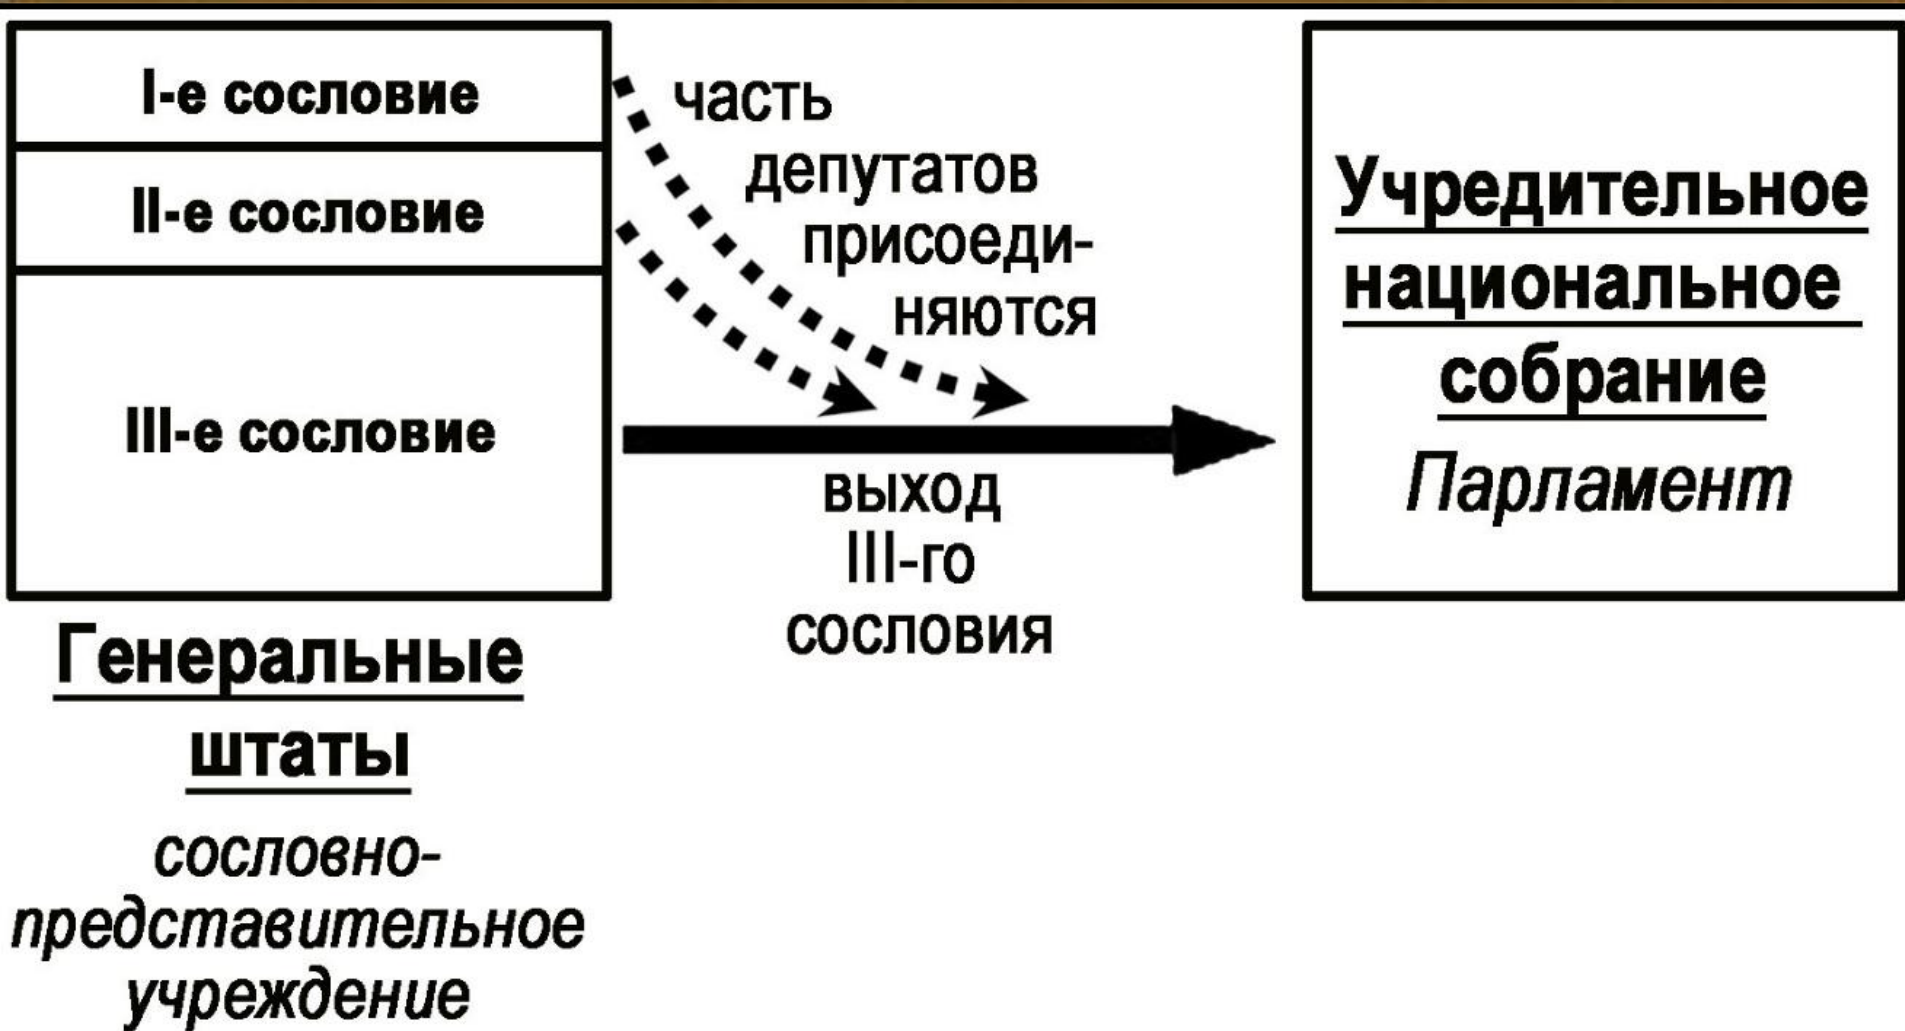 I-е сословие
II-е сословие
III-е сословие
Генеральные
штаты
сословно-
представительное
учреждение
часть
депутатов
присоеди-
няются
выход
III-го
сословия
Учредительное
национальное
собрание
Парламент